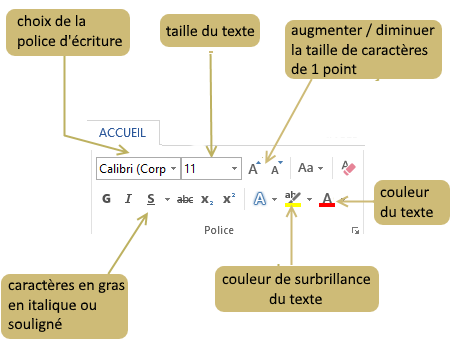 choix de la
police d'écriture
taille du texte
augmenter / diminuer
la taille de caractères
de 1 point
ACCUEIL
Calibri (Corp 11 A A Aa A
G I S abc x₂ x² A ab A
Police
couleur
du texte
caractères en gras
en italique ou
souligné
couleur de surbrillance
du texte